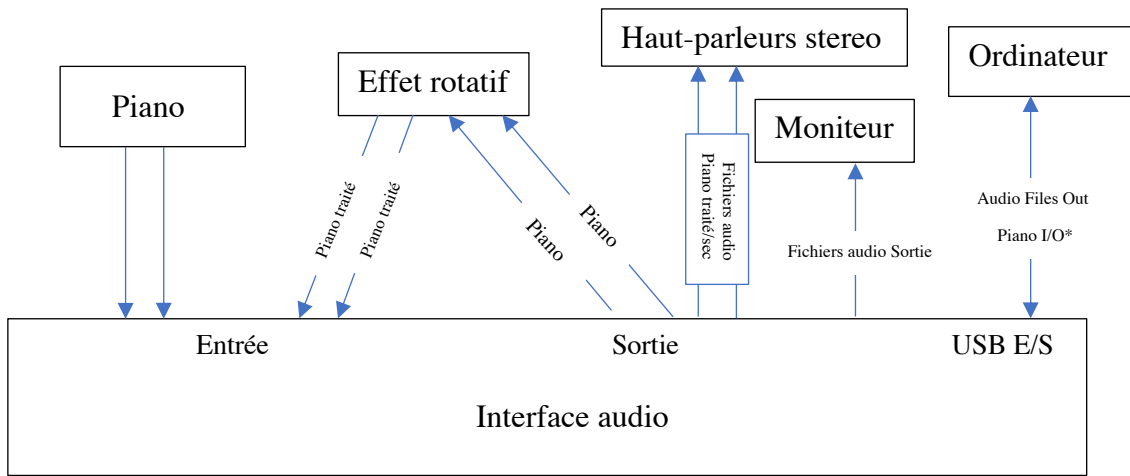 Haut-parleurs stereo
Ordinateur
Effet rotatif
Piano
Moniteur
Piano traité
Piano traité
Piano
Piano
Fichiers audio
Piano traité/sec
Audio Files Out
Piano I/O*
Fichiers audio Sortie
Entrée
Sortie
USB E/S
Interface audio